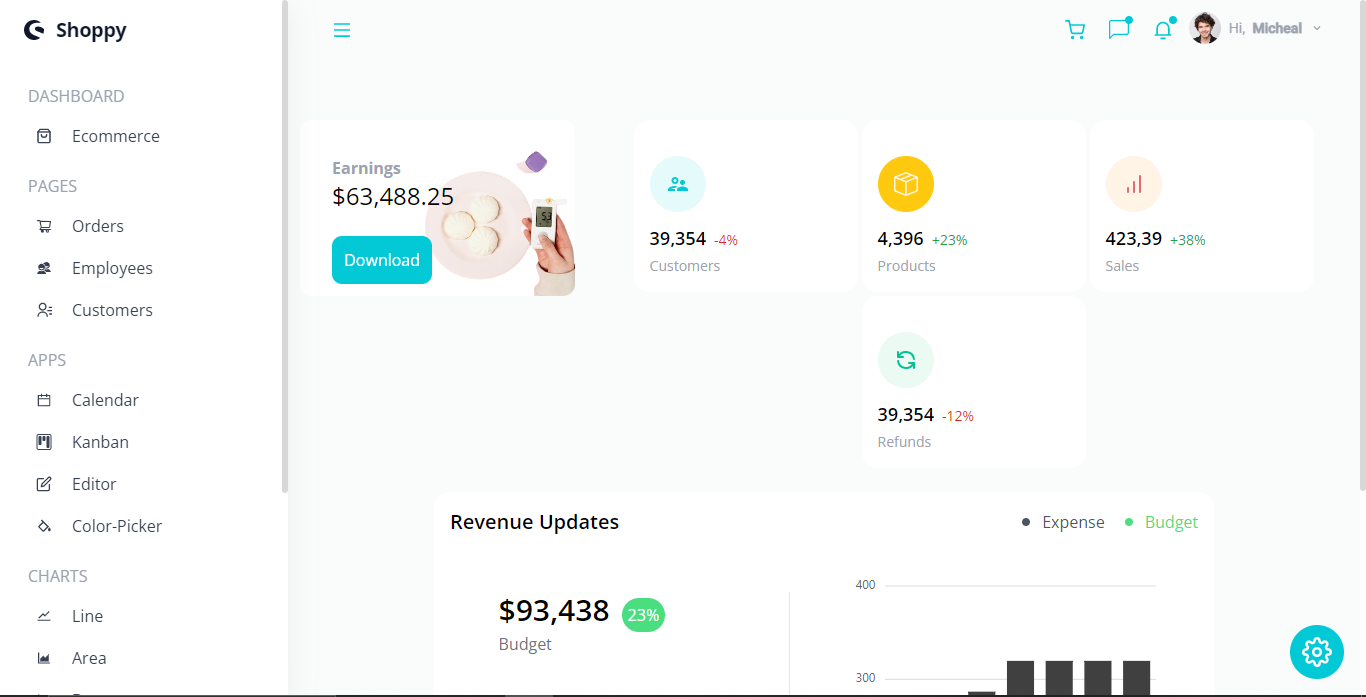 Shoppy
Hi, Micheal
DASHBOARD
Ecommerce
PAGES
Orders
Employees
Customers
APPS
Calendar
Kanban
Editor
Color-Picker
CHARTS
Line
Area
Earnings
$63,488.25
Download
53
39,354 -4%
Customers
4,396 +23%
Products
423,39 +38%
Sales
39,354 -12%
Refunds
Revenue Updates
Expense
Budget
$93,438 23%
Budget
400
300